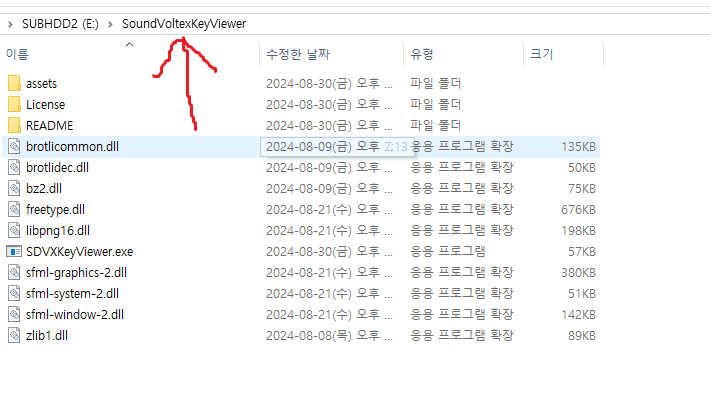 SUBHDD2 (E:) > SoundVoltexKeyViewer
이름 수정한 날짜 유형 크기
assets 2024-08-30(금) 오후 ... 파일 폴더
License 2024-08-30(금) 오후 ... 파일 폴더
README 2024-08-30(금) 오후 ... 파일 폴더
brotlicommon.dll 2024-08-09(금) 오후 7:13 응용 프로그램 확장 135KB
brotlidec.dll 2024-08-09(금) 오후 ... 응용 프로그램 확장 50KB
bz2.dll 2024-08-09(금) 오후 ... 응용 프로그램 확장 75KB
freetype.dll 2024-08-21(수) 오후 ... 응용 프로그램 확장 676KB
libpng16.dll 2024-08-21(수) 오후 ... 응용 프로그램 확장 198KB
SDVXKeyViewer.exe 2024-08-30(금) 오후 ... 응용 프로그램 57KB
sfml-graphics-2.dll 2024-08-21(수) 오후 ... 응용 프로그램 확장 380KB
sfml-system-2.dll 2024-08-21(수) 오후 ... 응용 프로그램 확장 51KB
sfml-window-2.dll 2024-08-21(수) 오후 ... 응용 프로그램 확장 142KB
zlib1.dll 2024-08-08(목) 오후 ... 응용 프로그램 확장 89KB